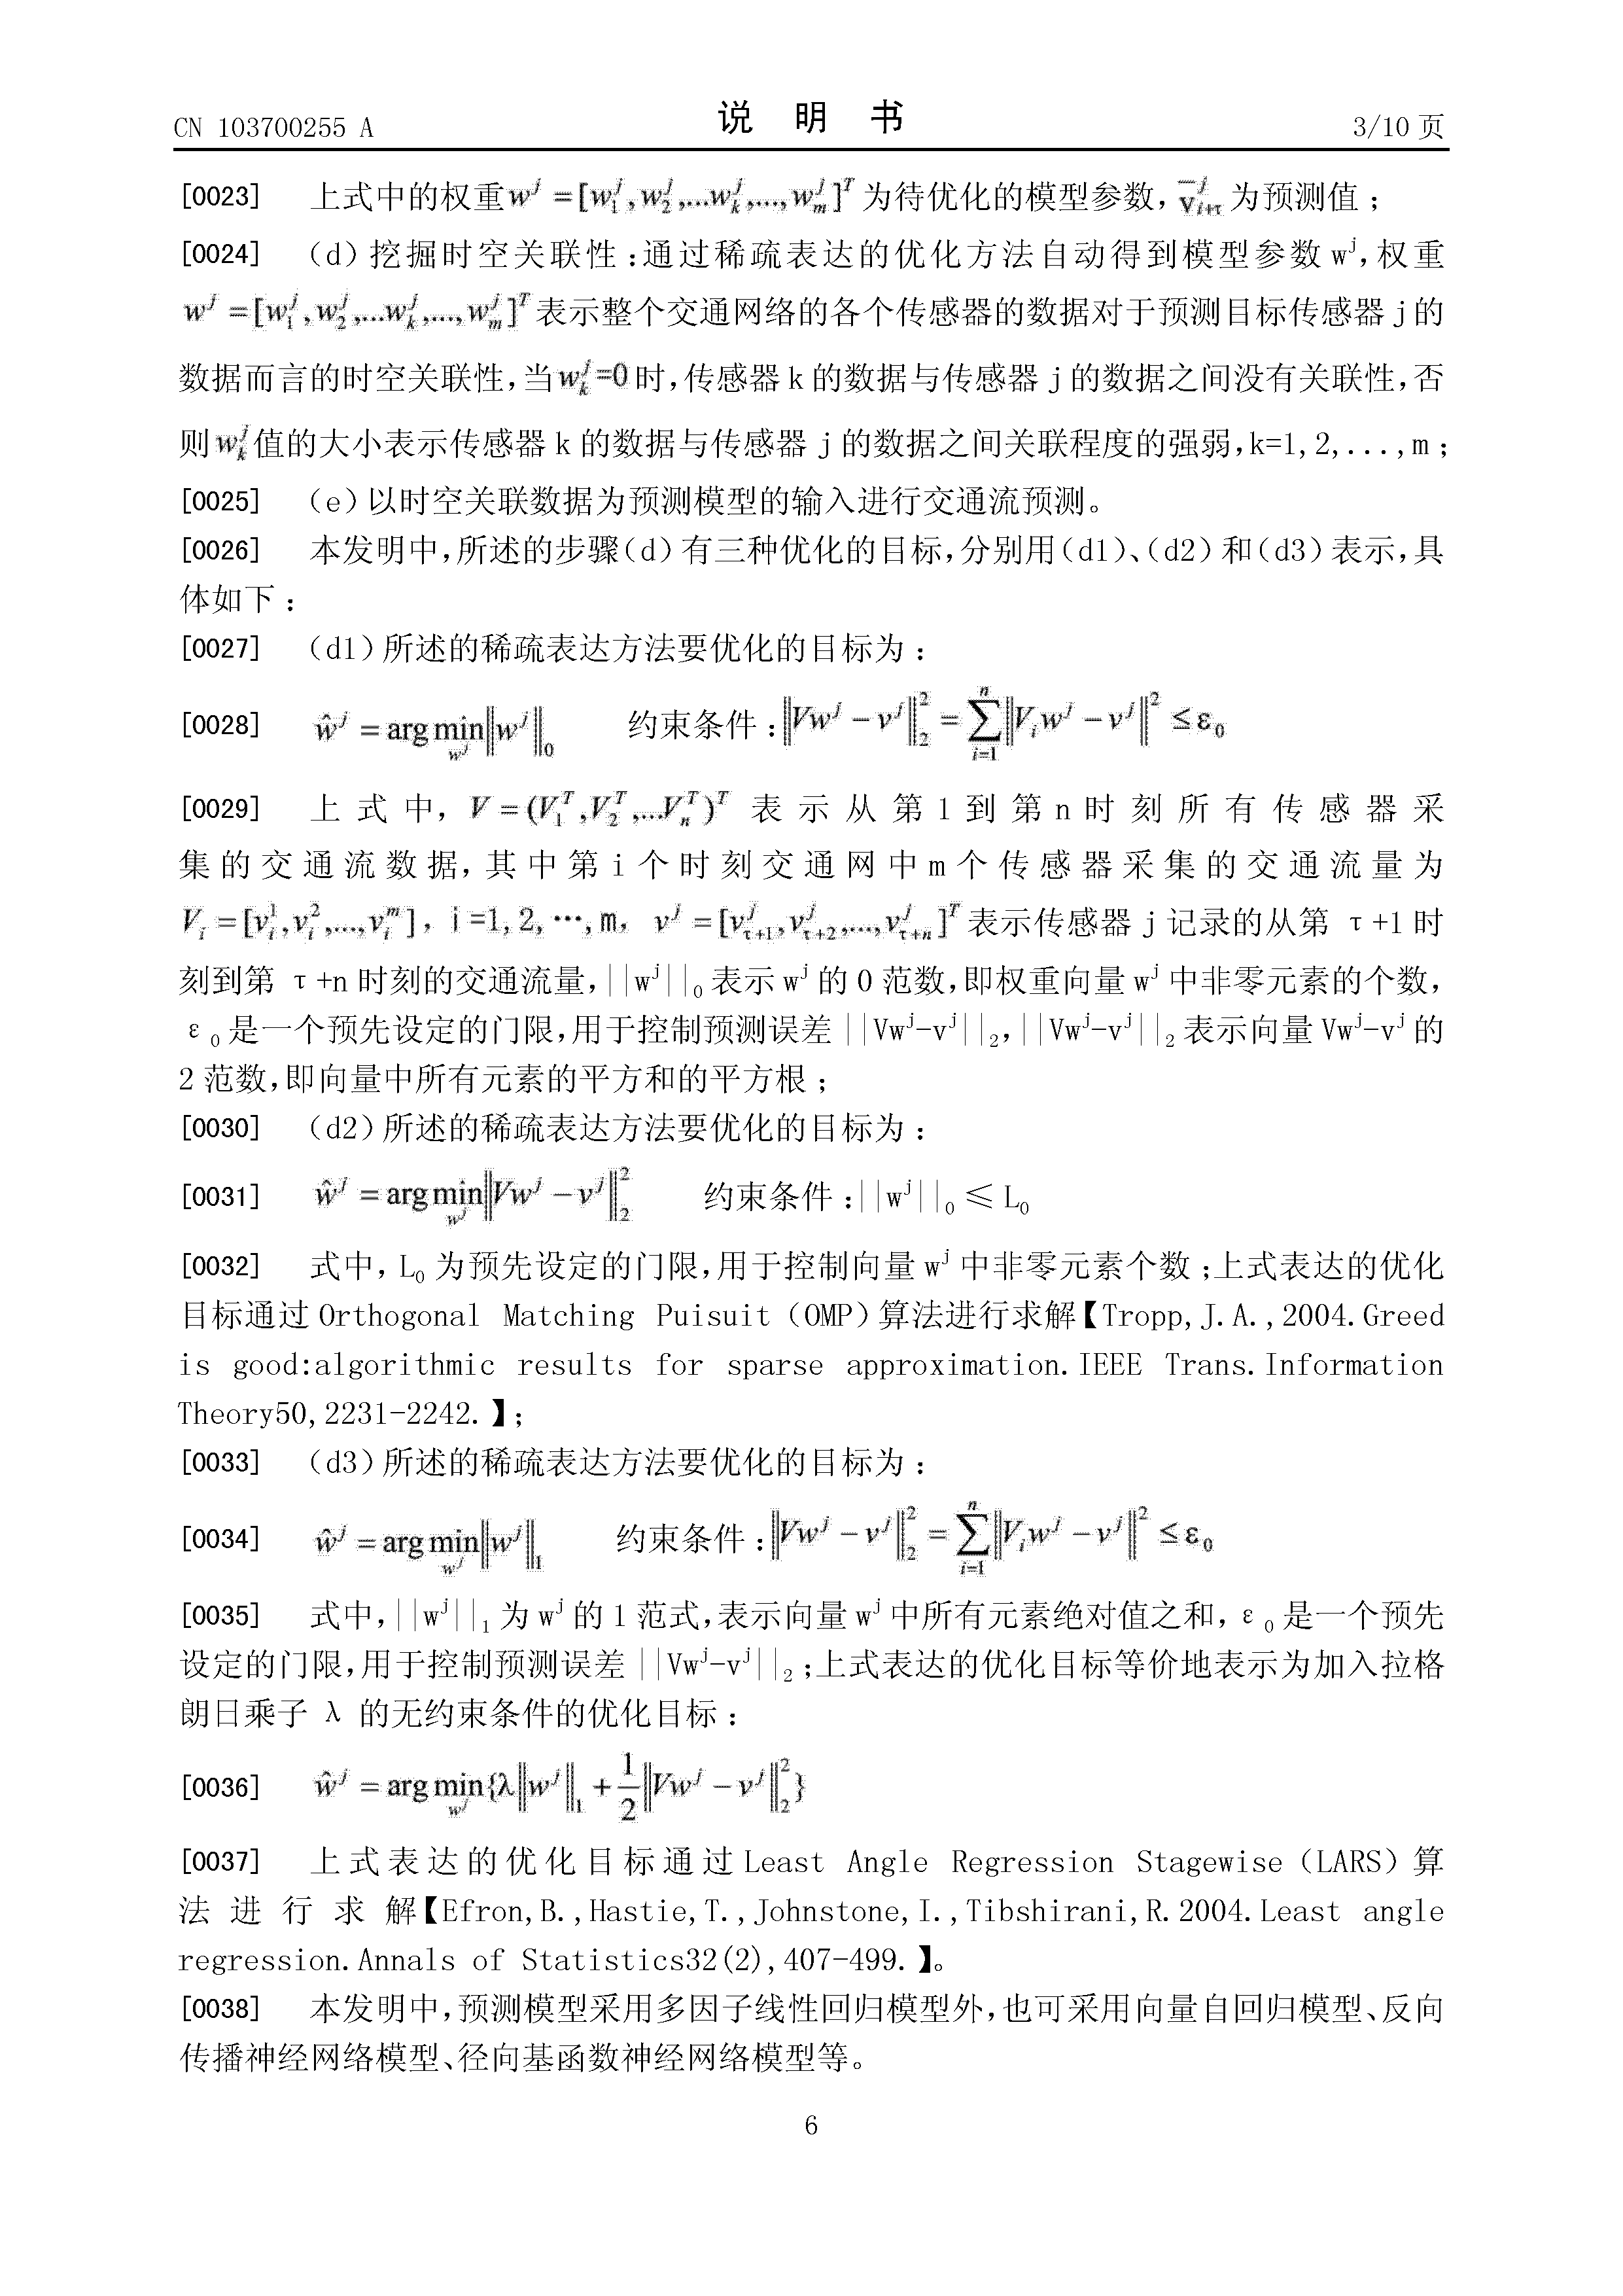 CN 103700255 A 说 明 书 3/10 页
[0023] 上式中的权重 w^j =[w_1^j ,w_2^j ,...w_k^j ,...,w_m^j ]^T 为待优化的模型参数, v̄_{i+τ}^j 为预测值；
[0024] (d) 挖掘时空关联性：通过稀疏表达的优化方法自动得到模型参数 w^j,权重
w^j =[w_1^j ,w_2^j ,...w_k^j ,...,w_m^j ]^T 表示整个交通网络的各个传感器的数据对于预测目标传感器 j 的
数据而言的时空关联性,当 w_k^j =0 时,传感器 k 的数据与传感器 j 的数据之间没有关联性,否
则 w_k^j 值的大小表示传感器 k 的数据与传感器 j 的数据之间关联程度的强弱,k=1,2,...,m；
[0025] (e) 以时空关联数据为预测模型的输入进行交通流预测。
[0026] 本发明中,所述的步骤(d) 有三种优化的目标,分别用(d1)、(d2) 和(d3) 表示,具
体如下：
[0027] (d1) 所述的稀疏表达方法要优化的目标为：
[0028] ŵ^j = arg min_{w^j} ‖w^j‖_0 约束条件：‖Vw^j − v^j‖_2^2 = ∑_{i=1}^n ‖V_i w^j − v^j‖^2 ≤ ε_0
[0029] 上式中, V =(V_1^T ,V_2^T ,...V_n^T )^T 表示从第 1 到第 n 时刻所有传感器采
集的交通流数据,其中第 i 个时刻交通网中 m 个传感器采集的交通流量为
V_i =[v_i^1,v_i^2,...,v_i^m ], i =1, 2, …, m, v^j =[v_{τ+1}^j,v_{τ+2}^j,...,v_{τ+n}^j ]^T 表示传感器 j 记录的从第 τ+1 时
刻到第 τ+n 时刻的交通流量,||w^j||_0 表示 w^j 的 0 范数,即权重向量 w^j 中非零元素的个数,
ε_0 是一个预先设定的门限,用于控制预测误差 ||Vw^j-v^j||_2,||Vw^j-v^j||_2 表示向量 Vw^j-v^j 的
2 范数,即向量中所有元素的平方和的平方根；
[0030] (d2) 所述的稀疏表达方法要优化的目标为：
[0031] ŵ^j = arg min_{w^j} ‖Vw^j − v^j‖_2^2 约束条件：||w^j||_0 ≤ L_0
[0032] 式中, L_0 为预先设定的门限,用于控制向量 w^j 中非零元素个数；上式表达的优化
目标通过 Orthogonal Matching Puisuit (OMP) 算法进行求解【Tropp,J.A.,2004.Greed
is good:algorithmic results for sparse approximation.IEEE Trans.Information
Theory50,2231-2242.】；
[0033] (d3) 所述的稀疏表达方法要优化的目标为：
[0034] ŵ^j = arg min_{w^j} ‖w^j‖_1 约束条件：‖Vw^j − v^j‖_2^2 = ∑_{i=1}^n ‖V_i w^j − v^j‖^2 ≤ ε_0
[0035] 式中,||w^j||_1 为 w^j 的 1 范式,表示向量 w^j 中所有元素绝对值之和, ε_0 是一个预先
设定的门限,用于控制预测误差 ||Vw^j-v^j||_2；上式表达的优化目标等价地表示为加入拉格
朗日乘子 λ 的无约束条件的优化目标：
[0036] ŵ^j = arg min_{w^j} {λ‖w^j‖_1 + 1/2 ‖Vw^j − v^j‖_2^2}
[0037] 上式表达的优化目标通过 Least Angle Regression Stagewise (LARS) 算
法进行求解【Efron,B.,Hastie,T.,Johnstone,I.,Tibshirani,R.2004.Least angle
regression.Annals of Statistics32(2),407-499.】。
[0038] 本发明中,预测模型采用多因子线性回归模型外,也可采用向量自回归模型、反向
传播神经网络模型、径向基函数神经网络模型等。
6